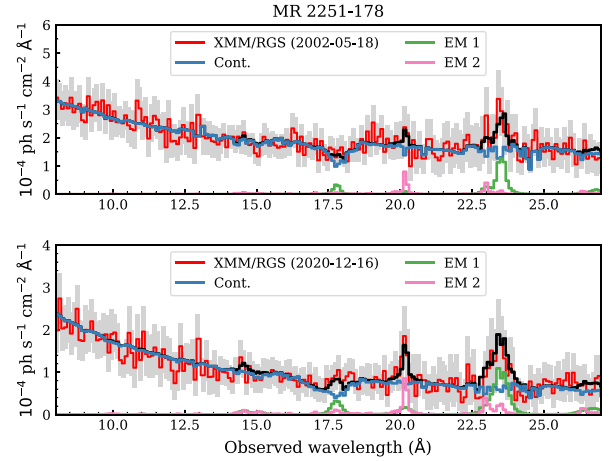 MR 2251-178
6
5
4
3
2
1
0
10⁻⁴ ph s⁻¹ cm⁻² Å⁻¹
XMM/RGS (2002-05-18)
Cont.
EM 1
EM 2
10.0 12.5 15.0 17.5 20.0 22.5 25.0
4
3
2
1
0
10⁻⁴ ph s⁻¹ cm⁻² Å⁻¹
XMM/RGS (2020-12-16)
Cont.
EM 1
EM 2
10.0 12.5 15.0 17.5 20.0 22.5 25.0
Observed wavelength (Å)